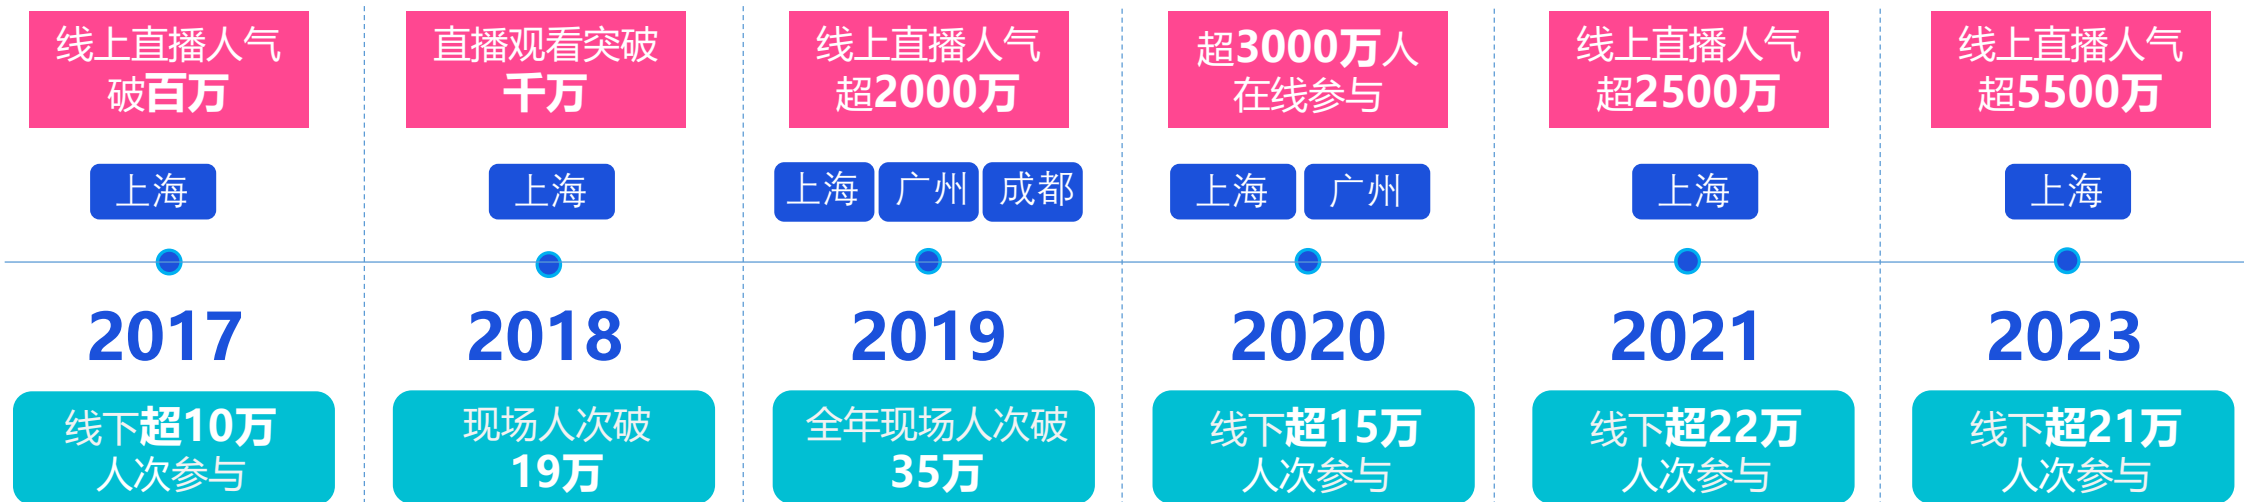 线上直播人气
破百万
直播观看突破
千万
线上直播人气
超2000万
超3000万人
在线参与
线上直播人气
超2500万
线上直播人气
超5500万
上海
上海
上海
广州
成都
上海
广州
上海
上海
2017
2018
2019
2020
2021
2023
线下超10万
人次参与
现场人次破
19万
全年现场人次破
35万
线下超15万
人次参与
线下超22万
人次参与
线下超21万
人次参与